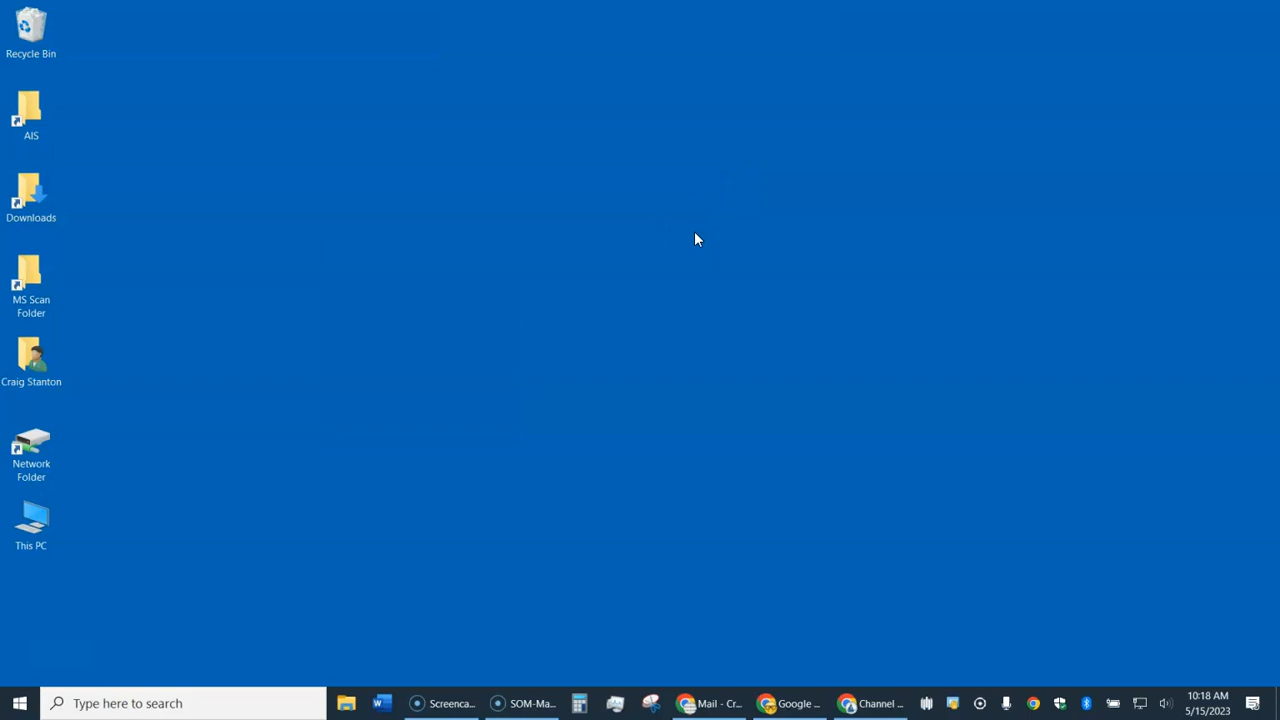 Recycle Bin
AIS
Downloads
MS Scan
Folder
Craig Stanton
Network
Folder
This PC
Type here to search
Screenca...
SOM-Ma...
Mail - Cr...
Google ...
Channel ...
10:18 AM
5/15/2023